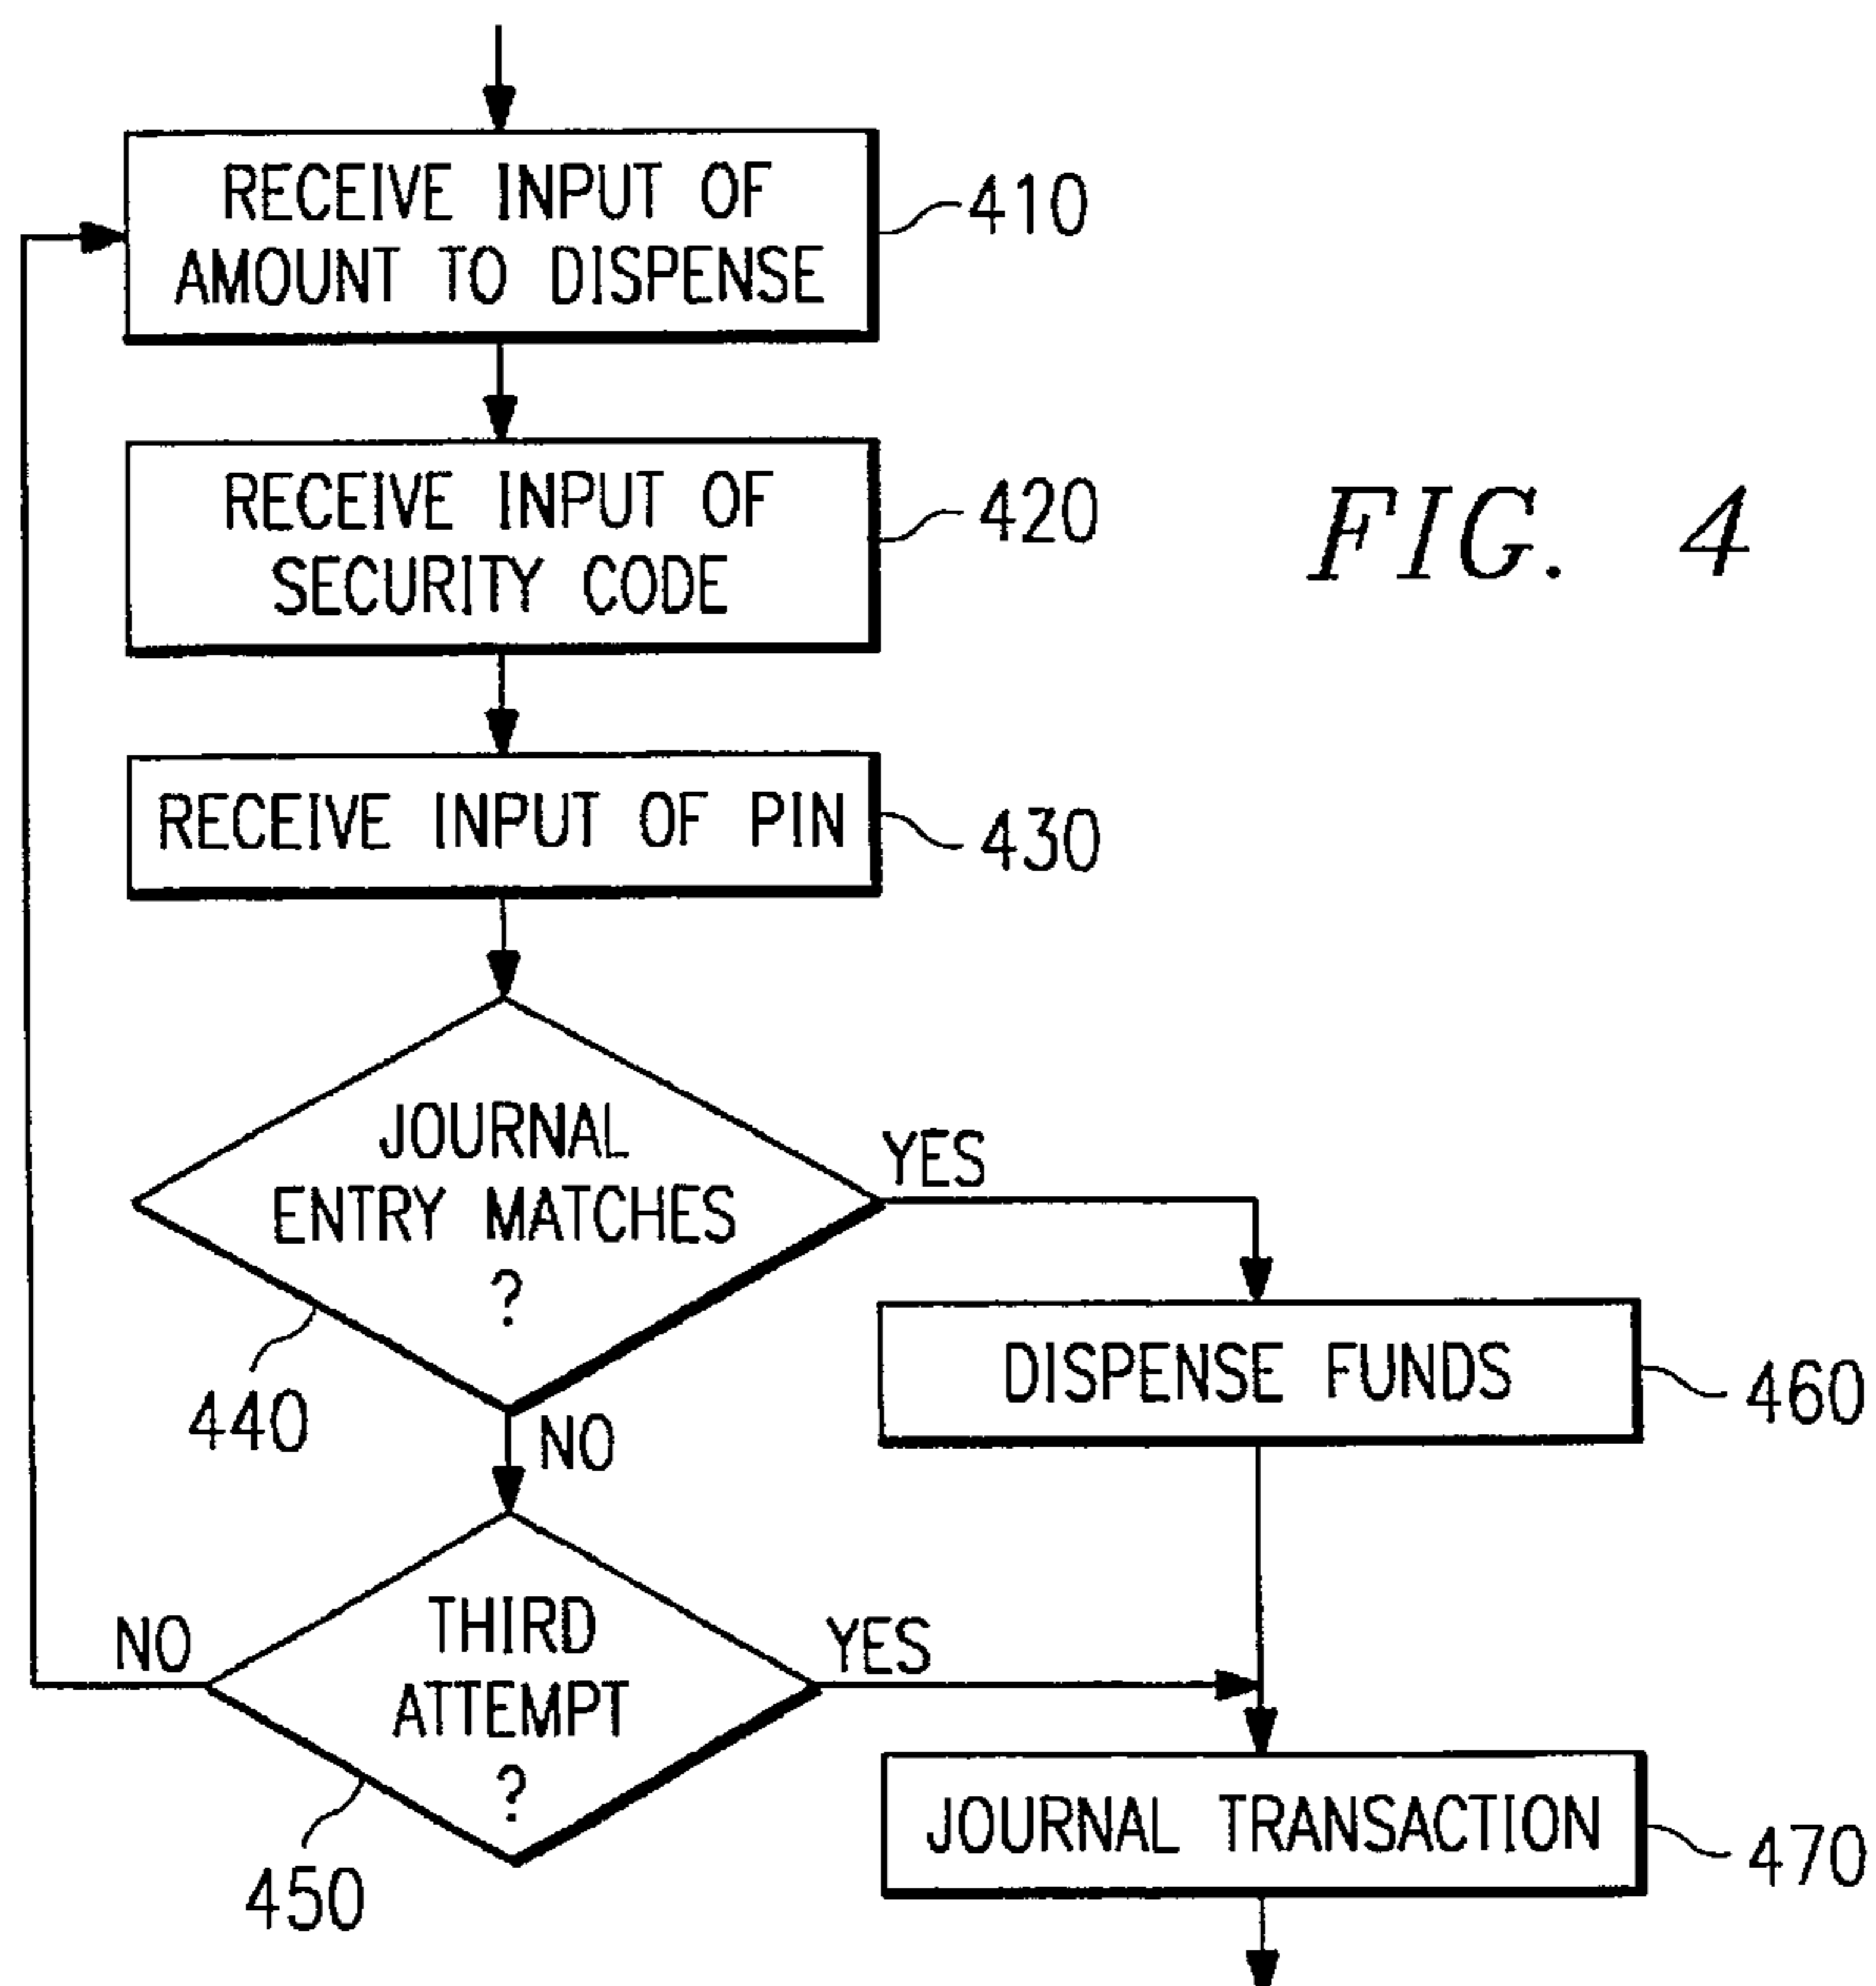 RECEIVE INPUT OF
AMOUNT TO DISPENSE
410
RECEIVE INPUT OF
SECURITY CODE
420
FIG. 4
RECEIVE INPUT OF PIN
430
JOURNAL
ENTRY MATCHES
?
YES
440
NO
DISPENSE FUNDS
460
THIRD
ATTEMPT
?
NO
YES
450
JOURNAL TRANSACTION
470